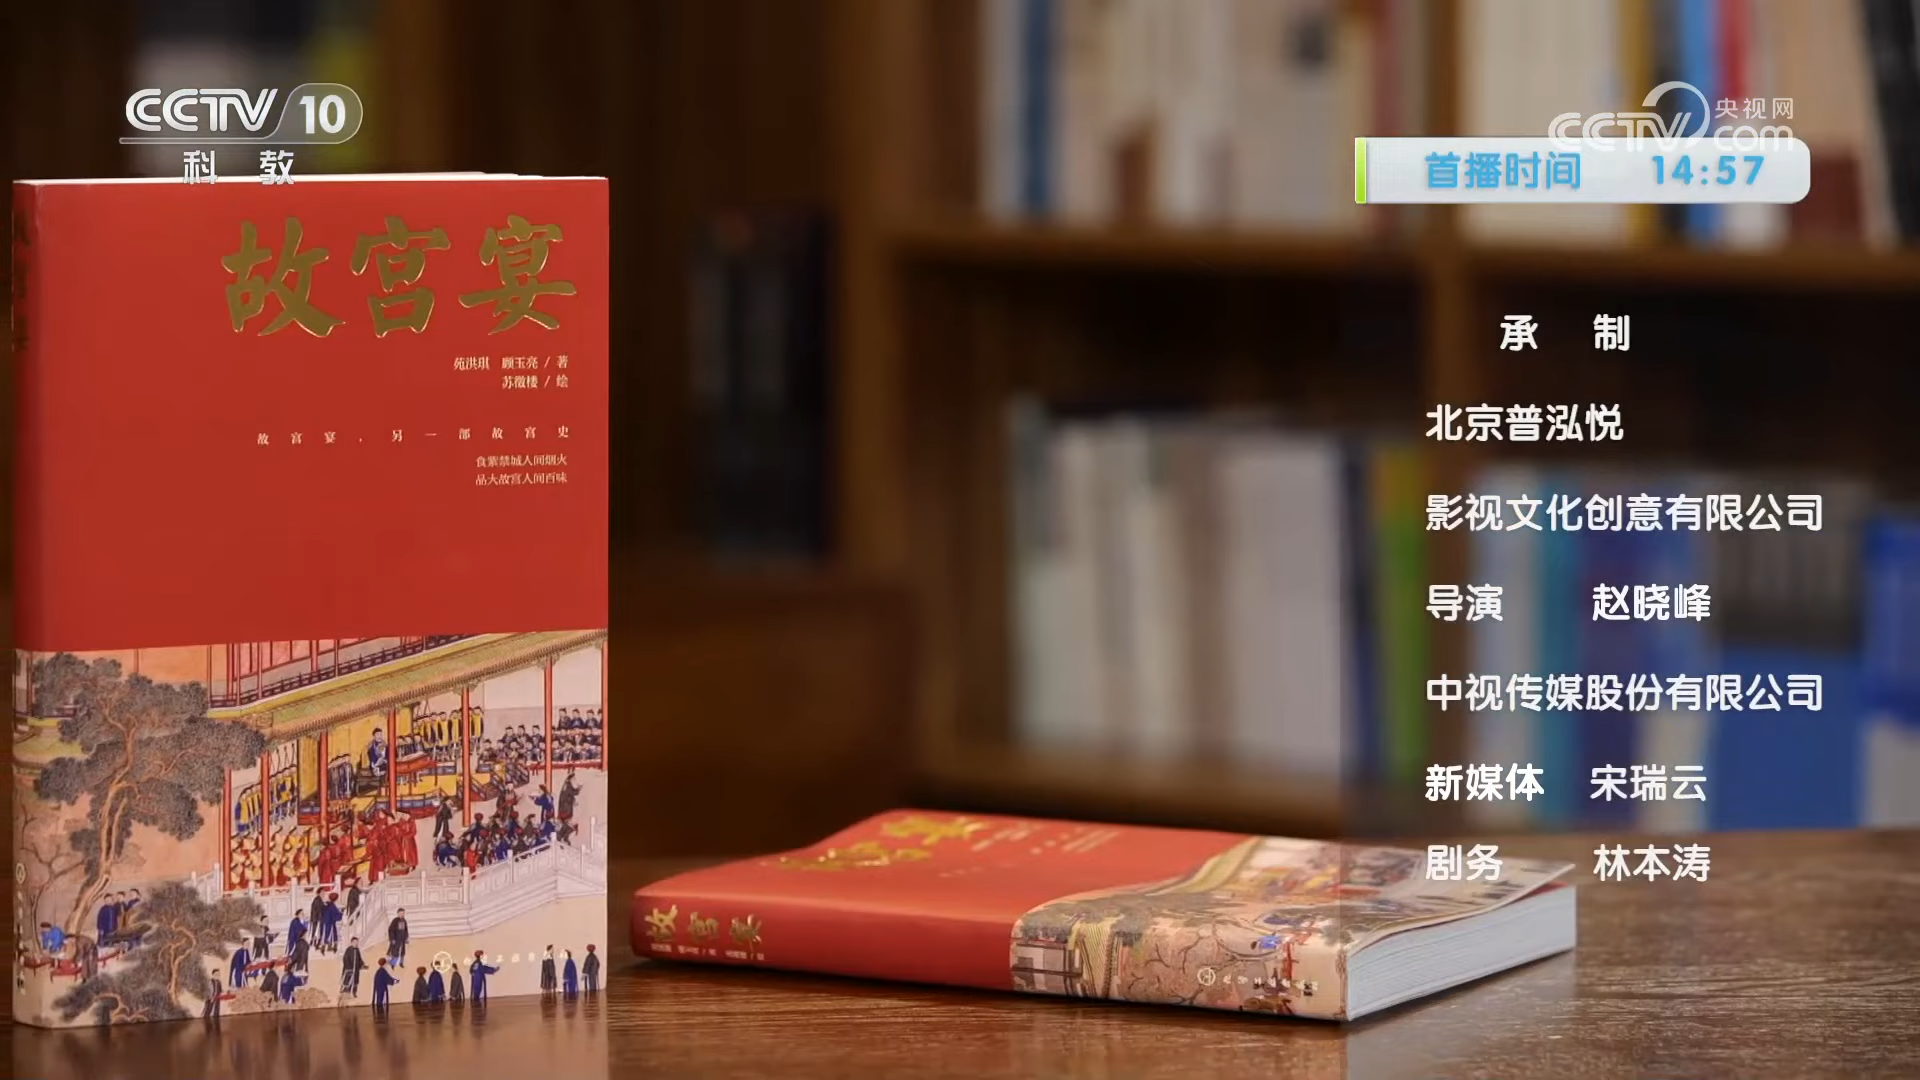 CCTV 10
科 教
央视网
CCTV.com
首播时间 14:57
故宫宴
苑洪琪 顾玉亮 / 著
苏徵楼 / 绘
故宫宴，另一部故宫史
食紫禁城人间烟火
品大故宫人间百味
承 制
北京普泓悦
影视文化创意有限公司
导演 赵晓峰
中视传媒股份有限公司
新媒体 宋瑞云
剧务 林本涛
故宫宴